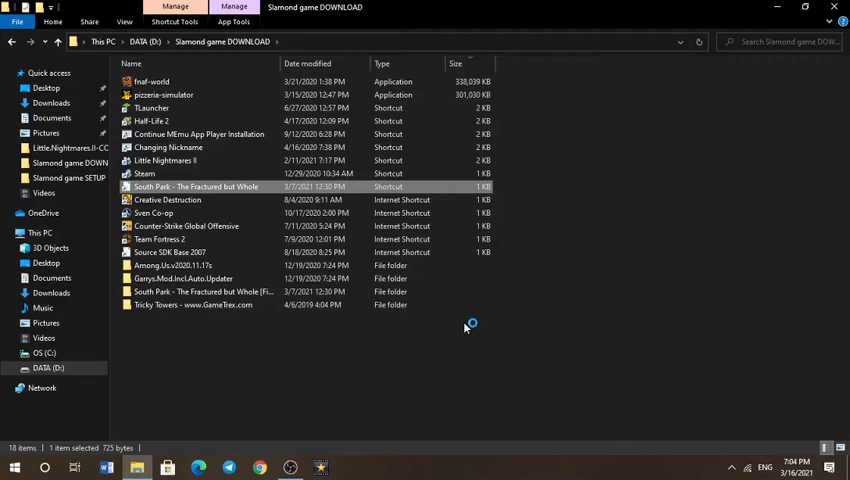 Manage Manage Slamond game DOWNLOAD
File Home Share View Shortcut Tools App Tools
This PC DATA (D:) Slamond game DOWNLOAD Search Slamond game DOWNLOAD
Name Date modified Type Size
Quick access
Desktop
Downloads
Documents
Pictures
Little.Nightmares.II-CO
Slamond game DOWN
Slamond game SETUP
Videos
OneDrive
This PC
3D Objects
Desktop
Documents
Downloads
Music
Pictures
Videos
OS (C:)
DATA (D:)
Network
fnaf-world 3/21/2020 1:38 PM Application 338,039 KB
pizzeria-simulator 3/15/2020 12:47 PM Application 301,030 KB
TLauncher 6/27/2020 12:57 PM Shortcut 2 KB
Half-Life 2 4/17/2020 12:09 PM Shortcut 2 KB
Continue MEmu App Player Installation 9/12/2020 6:28 PM Shortcut 2 KB
Changing Nickname 4/16/2020 7:38 PM Shortcut 2 KB
Little Nightmares II 2/11/2021 7:17 PM Shortcut 2 KB
Steam 12/29/2020 10:34 AM Shortcut 1 KB
South Park - The Fractured but Whole 3/7/2021 12:30 PM Shortcut 1 KB
Creative Destruction 8/4/2020 9:11 AM Internet Shortcut 1 KB
Sven Co-op 10/17/2020 2:00 PM Internet Shortcut 1 KB
Counter-Strike Global Offensive 7/11/2020 5:24 PM Internet Shortcut 1 KB
Team Fortress 2 7/9/2020 12:01 PM Internet Shortcut 1 KB
Source SDK Base 2007 8/18/2020 8:25 PM Internet Shortcut 1 KB
Among.Us.v2020.11.17s 12/19/2020 7:24 PM File folder
Garrys.Mod.Incl.Auto.Updater 12/19/2020 7:24 PM File folder
South Park - The Fractured but Whole [Fi... 3/7/2021 12:30 PM File folder
Tricky Towers - www.GameTrex.com 4/6/2019 4:04 PM File folder
18 items 1 item selected 725 bytes
ENG 7:04 PM
3/16/2021